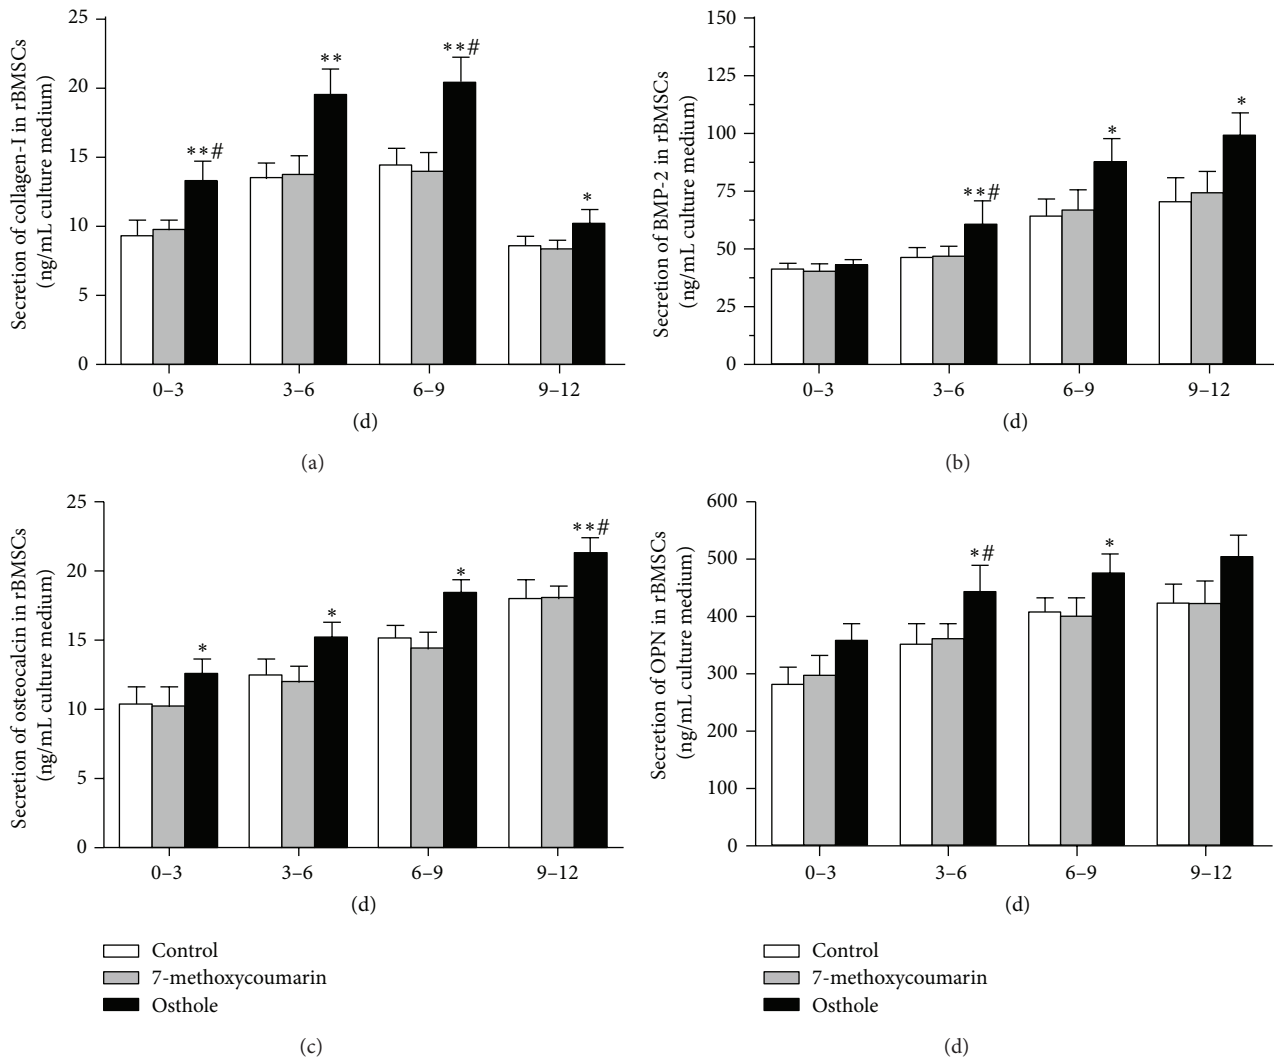 Secretion of collagen-I in rBMSCs
(ng/mL culture medium)
25
20
15
10
5
0
**#
**
**#
*
0–3
3–6
6–9
9–12
(d)
(a)
Secretion of BMP-2 in rBMSCs
(ng/mL culture medium)
150
125
100
75
50
25
0
**#
*
*
0–3
3–6
6–9
9–12
(d)
(b)
Secretion of osteocalcin in rBMSCs
(ng/mL culture medium)
25
20
15
10
5
0
*
*
*
**#
0–3
3–6
6–9
9–12
(d)
Control
7-methoxycoumarin
Osthole
(c)
Secretion of OPN in rBMSCs
(ng/mL culture medium)
600
500
400
300
200
100
0
*#
*
0–3
3–6
6–9
9–12
(d)
Control
7-methoxycoumarin
Osthole
(d)